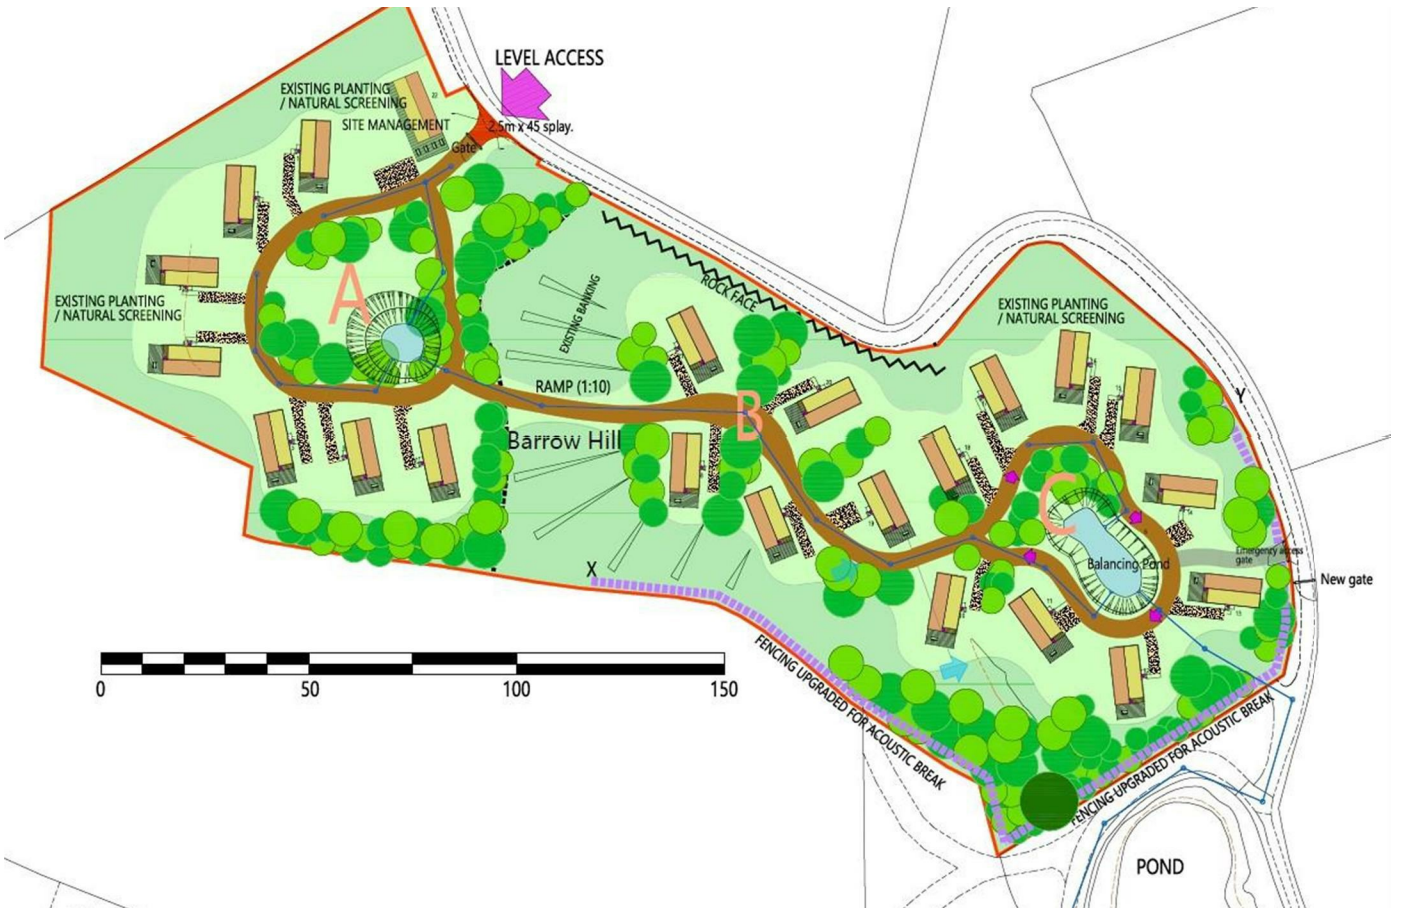 LEVEL ACCESS
EXISTING PLANTING
/ NATURAL SCREENING
22
SITE MANAGEMENT
2.5m x 45 splay.
Gate
A
EXISTING PLANTING
/ NATURAL SCREENING
EXISTING BANKING
ROCK FACE
EXISTING PLANTING
/ NATURAL SCREENING
RAMP (1:10)
B
Y
Barrow Hill
C
X
Balancing Pond
Emergency access
gate
New gate
0 50 100 150
FENCING UPGRADED FOR ACOUSTIC BREAK
FENCING UPGRADED FOR ACOUSTIC BREAK
POND